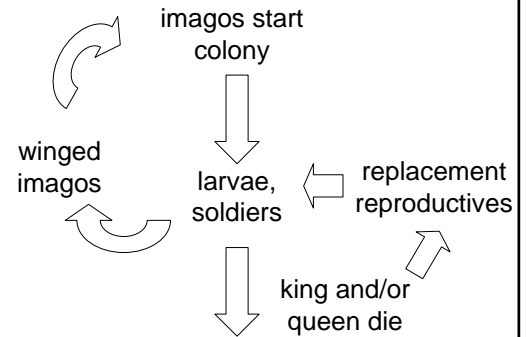 imagos start
colony
winged
imagos
larvae,
soldiers
replacement
reproductives
king and/or
queen die